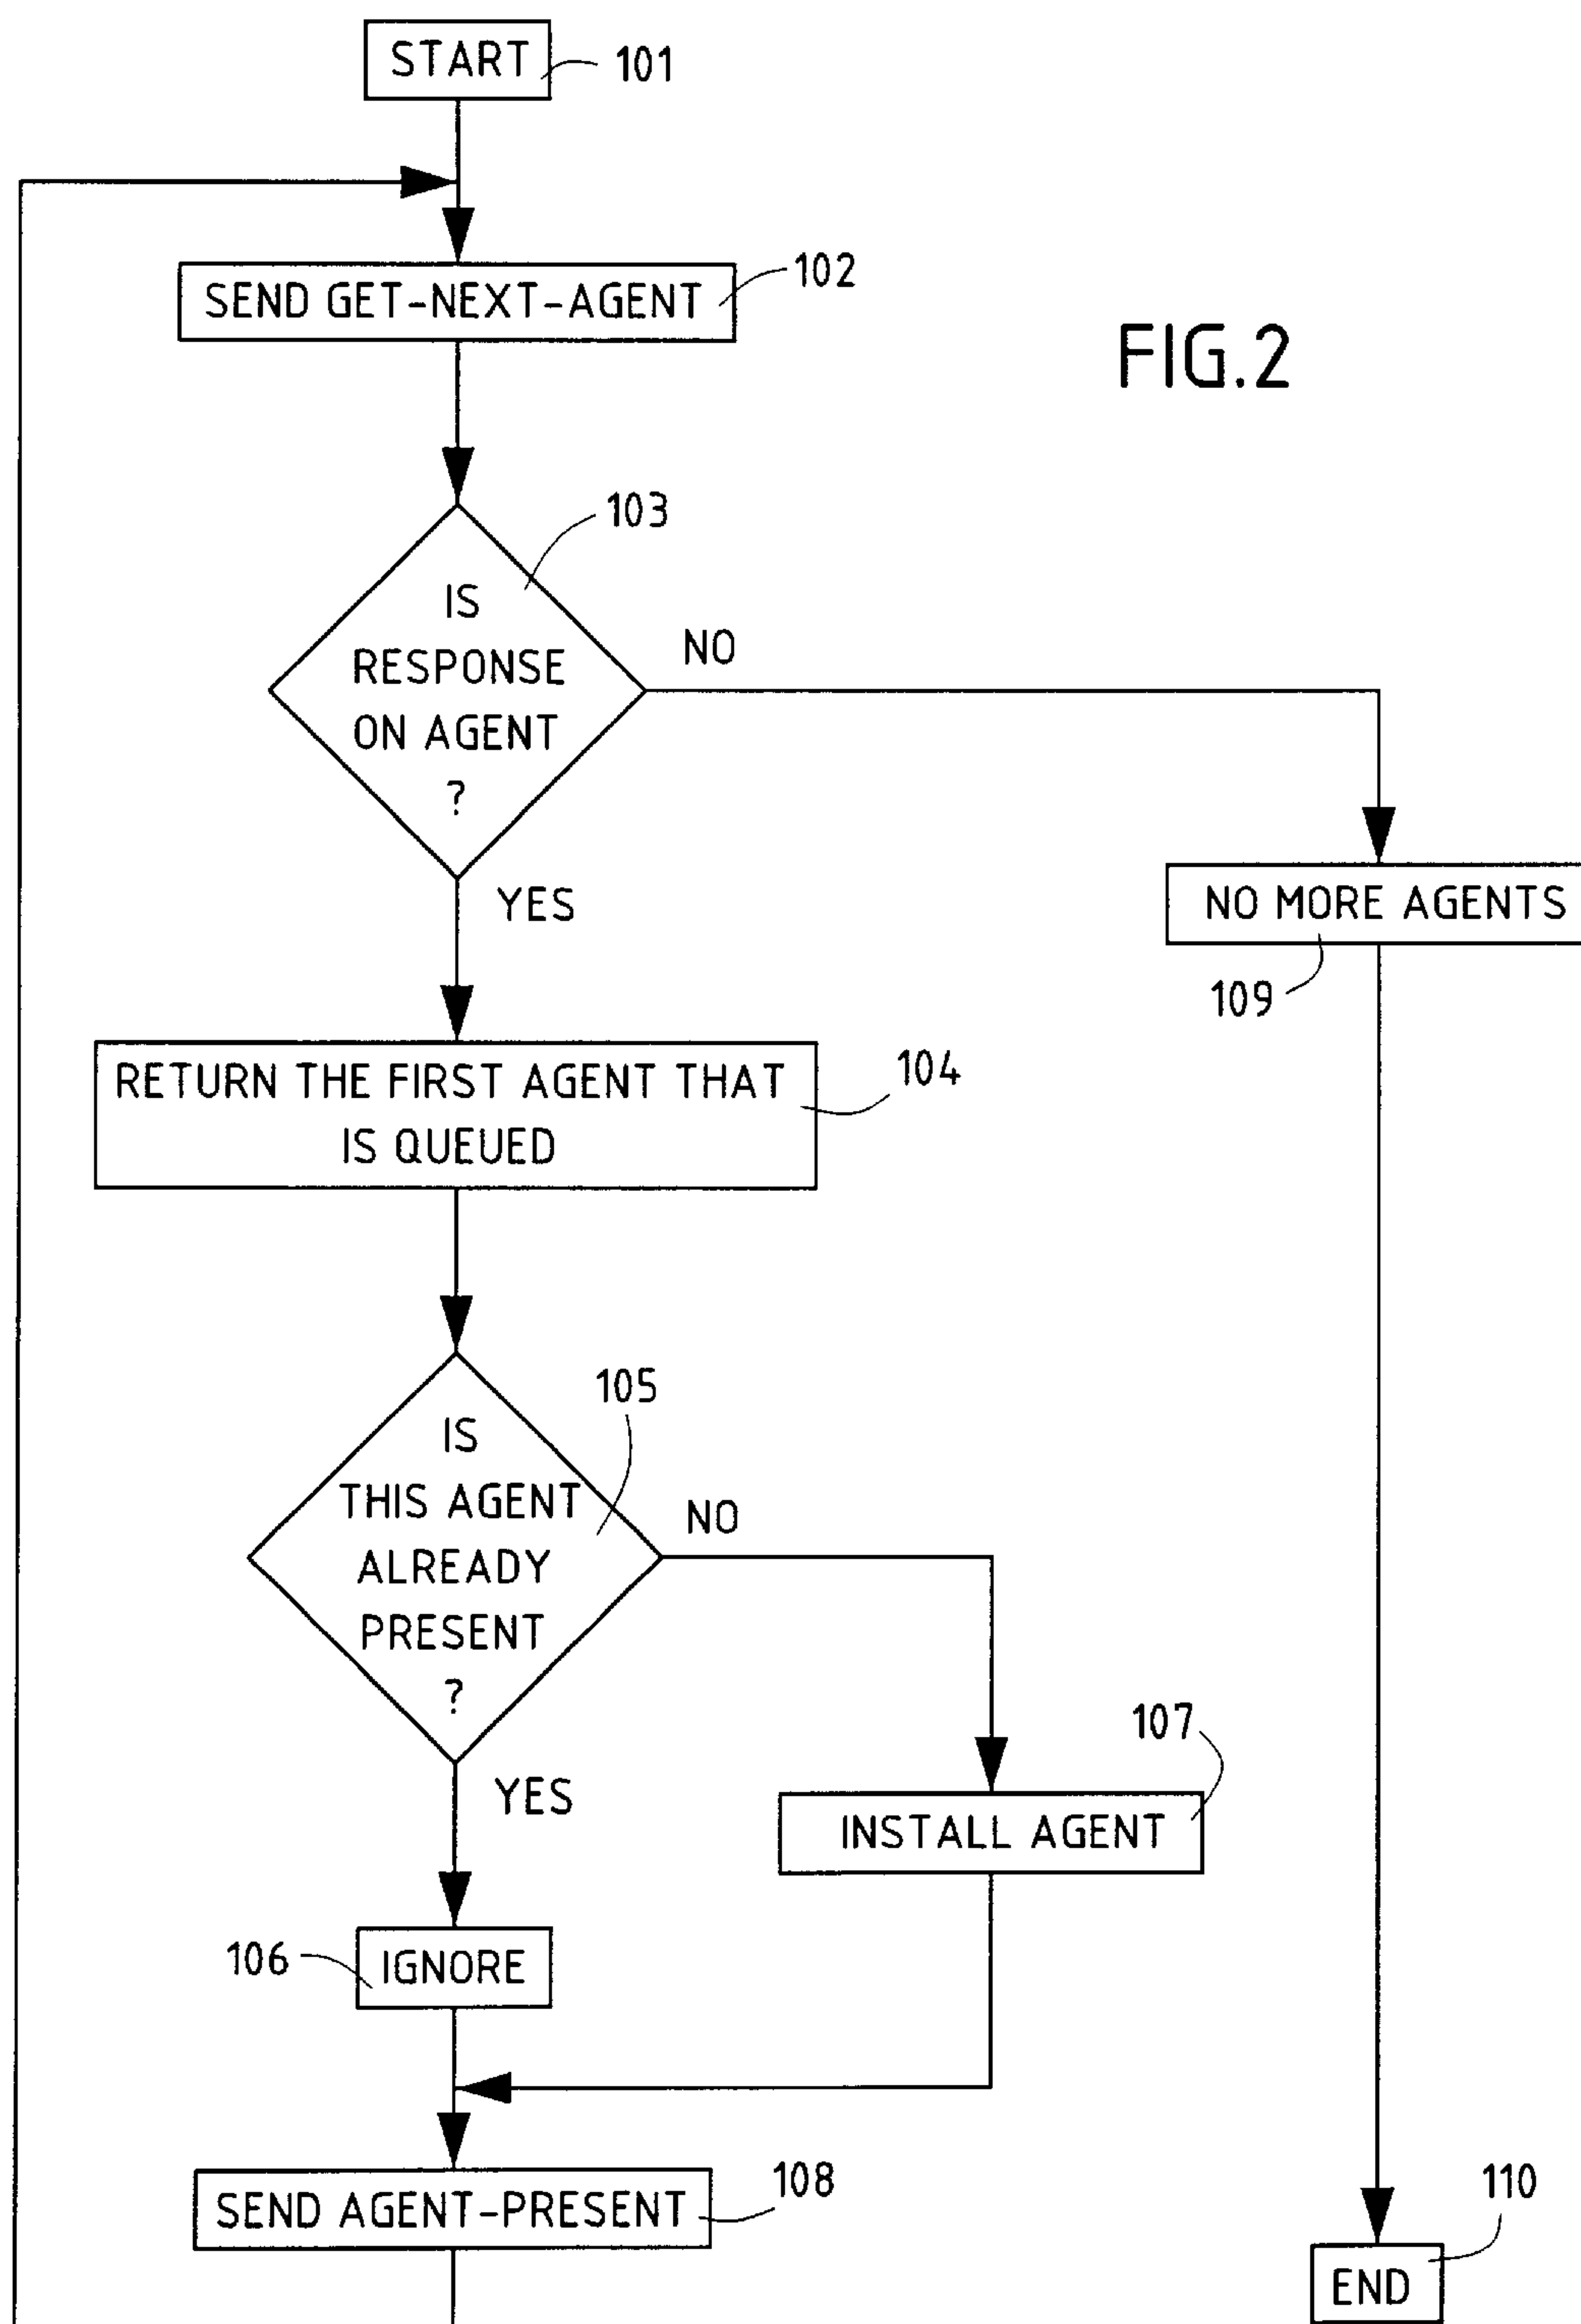 START
101
SEND GET-NEXT-AGENT
102
FIG.2
103
IS
RESPONSE
ON AGENT
?
NO
YES
NO MORE AGENTS
109
RETURN THE FIRST AGENT THAT
IS QUEUED
104
105
IS
THIS AGENT
ALREADY
PRESENT
?
NO
YES
107
INSTALL AGENT
106
IGNORE
108
SEND AGENT-PRESENT
110
END